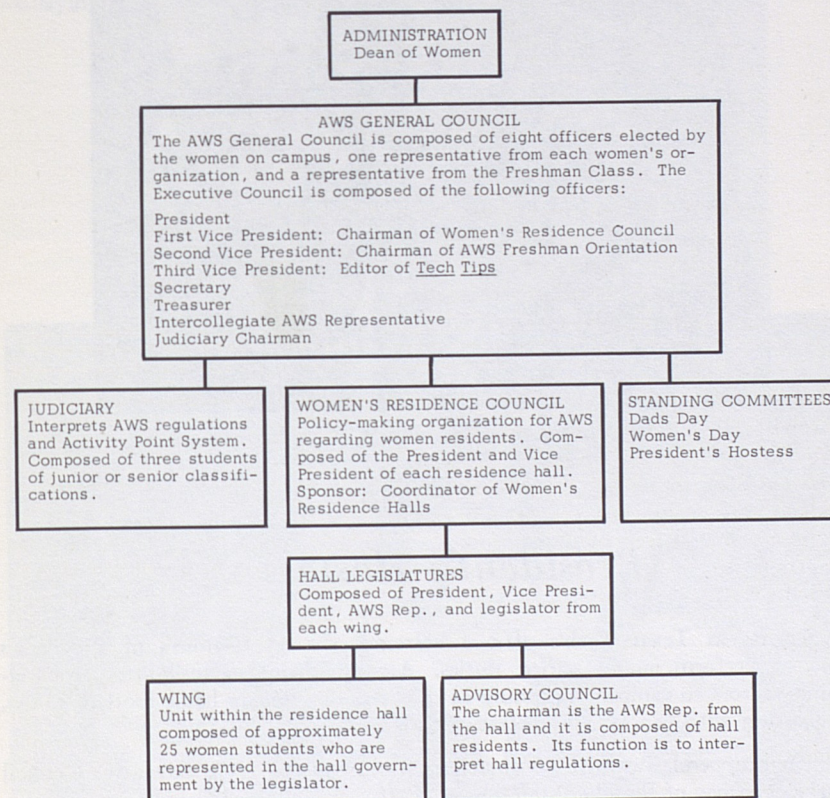 ADMINISTRATION
Dean of Women
AWS GENERAL COUNCIL
The AWS General Council is composed of eight officers elected by
the women on campus, one representative from each women's or-
ganization, and a representative from the Freshman Class. The
Executive Council is composed of the following officers:
President
First Vice President: Chairman of Women's Residence Council
Second Vice President: Chairman of AWS Freshman Orientation
Third Vice President: Editor of Tech Tips
Secretary
Treasurer
Intercollegiate AWS Representative
Judiciary Chairman
JUDICIARY
Interprets AWS regulations
and Activity Point System.
Composed of three students
of junior or senior classifi-
cations.
WOMEN'S RESIDENCE COUNCIL
Policy-making organization for AWS
regarding women residents. Com-
posed of the President and Vice
President of each residence hall.
Sponsor: Coordinator of Women's
Residence Halls
STANDING COMMITTEES
Dads Day
Women's Day
President's Hostess
HALL LEGISLATURES
Composed of President, Vice Presi-
dent, AWS Rep., and legislator from
each wing.
WING
Unit within the residence hall
composed of approximately
25 women students who are
represented in the hall govern-
ment by the legislator.
ADVISORY COUNCIL
The chairman is the AWS Rep. from
the hall and it is composed of hall
residents. Its function is to inter-
pret hall regulations.